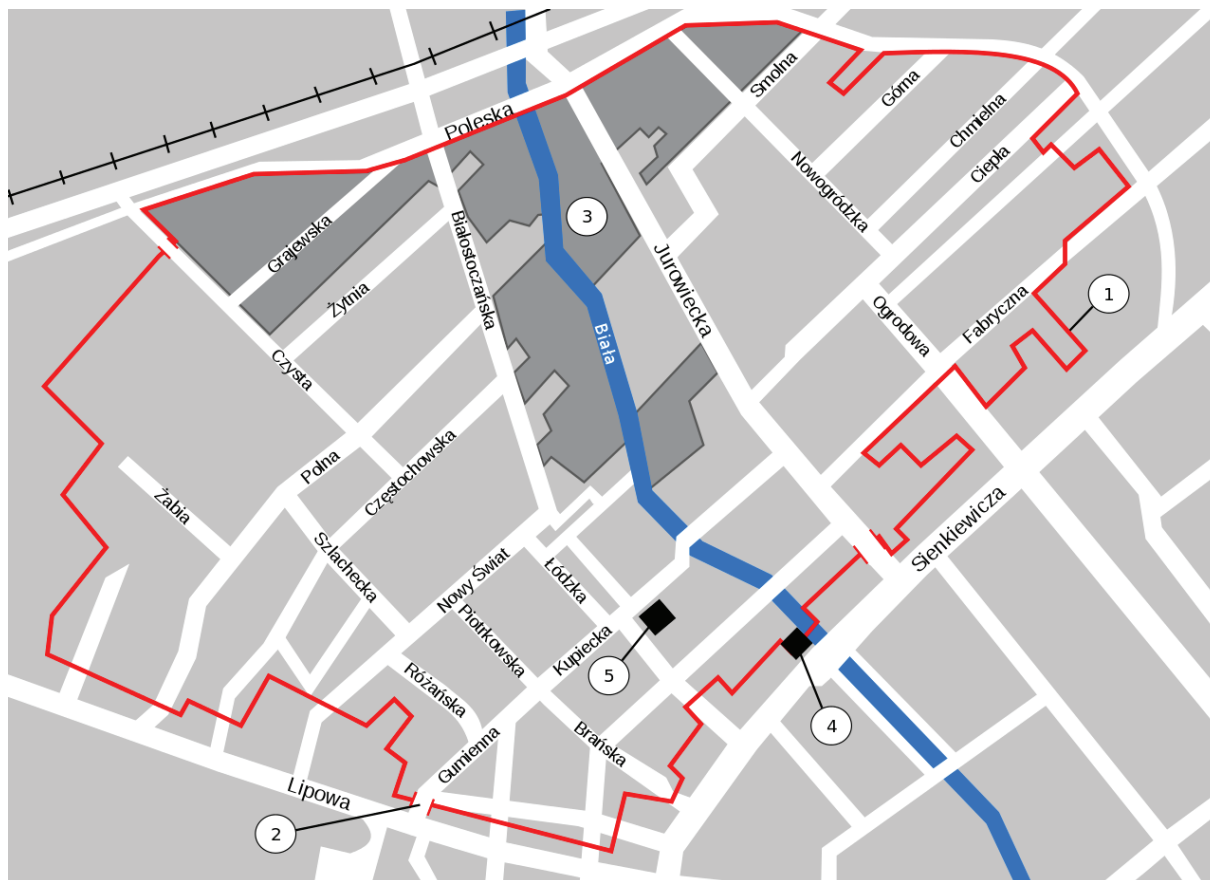 Poleska
Smolna
Górna
Chmielna
Ciepła
Nowogródzka
Grajewska
Żytnia
Białostoczańska
3
Jurowiecka
Biała
Ogrodowa
Fabryczna
1
Czysta
Polna
Częstochowska
Żabia
Szlachecka
Nowy Świat
Łódzka
Sienkiewicza
Piotrkowska
Kupiecka
5
Różańska
4
Gumienna
Brańska
Lipowa
2